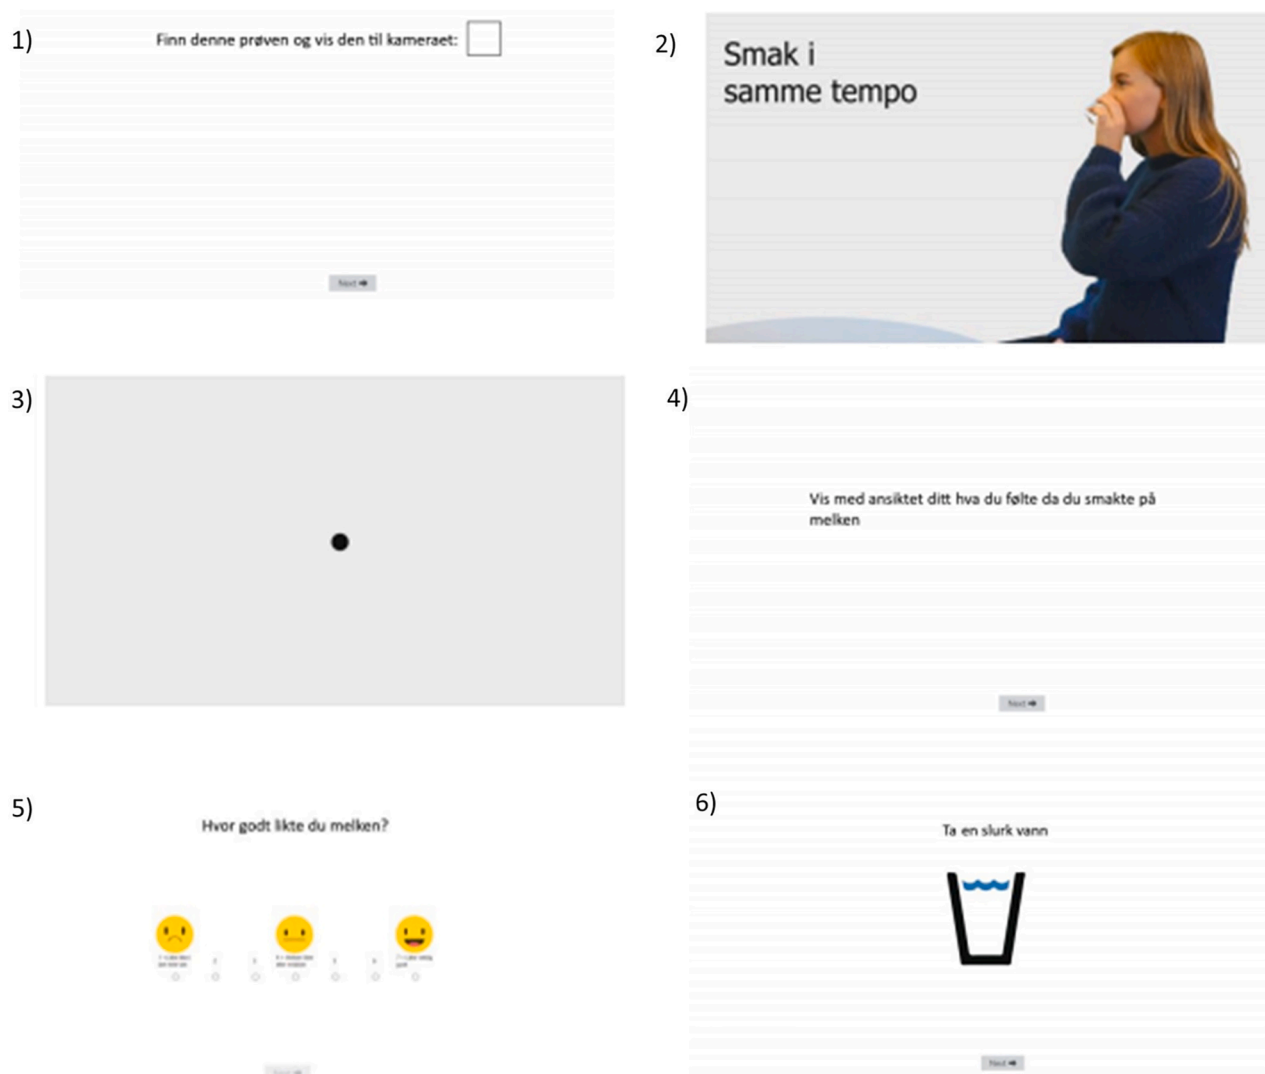 1)
Finn denne prøven og vis den til kameraet:
Next
2)
Smak i
samme tempo
3)
4)
Vis med ansiktet ditt hva du følte da du smakte på
melken
Next
5)
Hvor godt likte du melken?
6)
Ta en slurk vann
Next